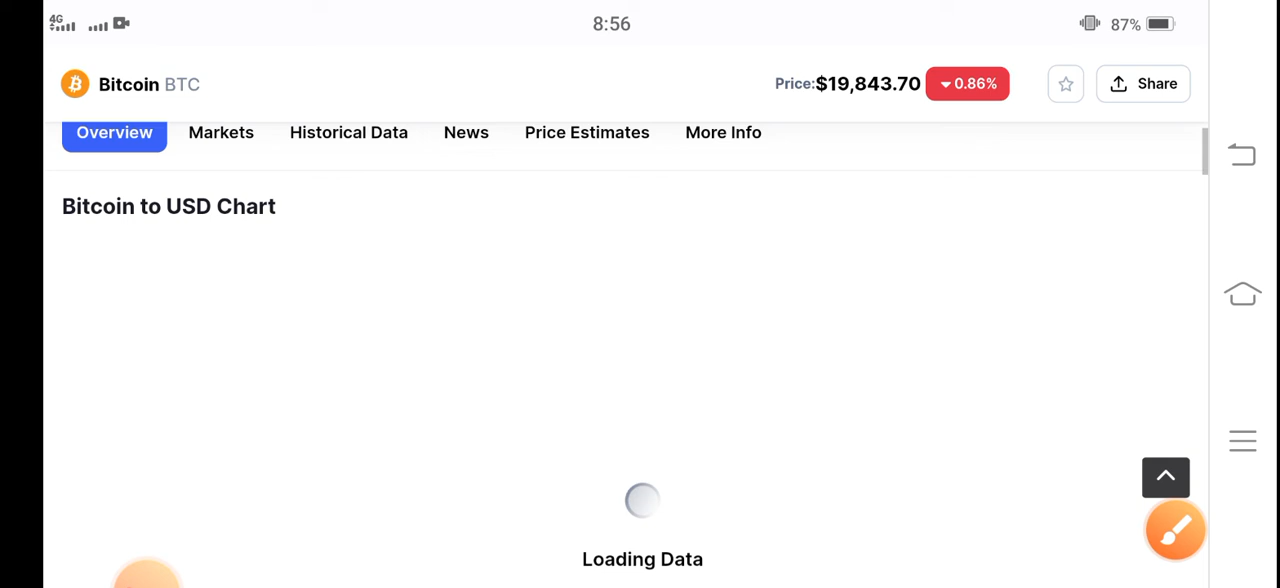 4G 8:56 87%
Bitcoin BTC Price:$19,843.70 0.86% Share
Overview Markets Historical Data News Price Estimates More Info
Bitcoin to USD Chart
Loading Data